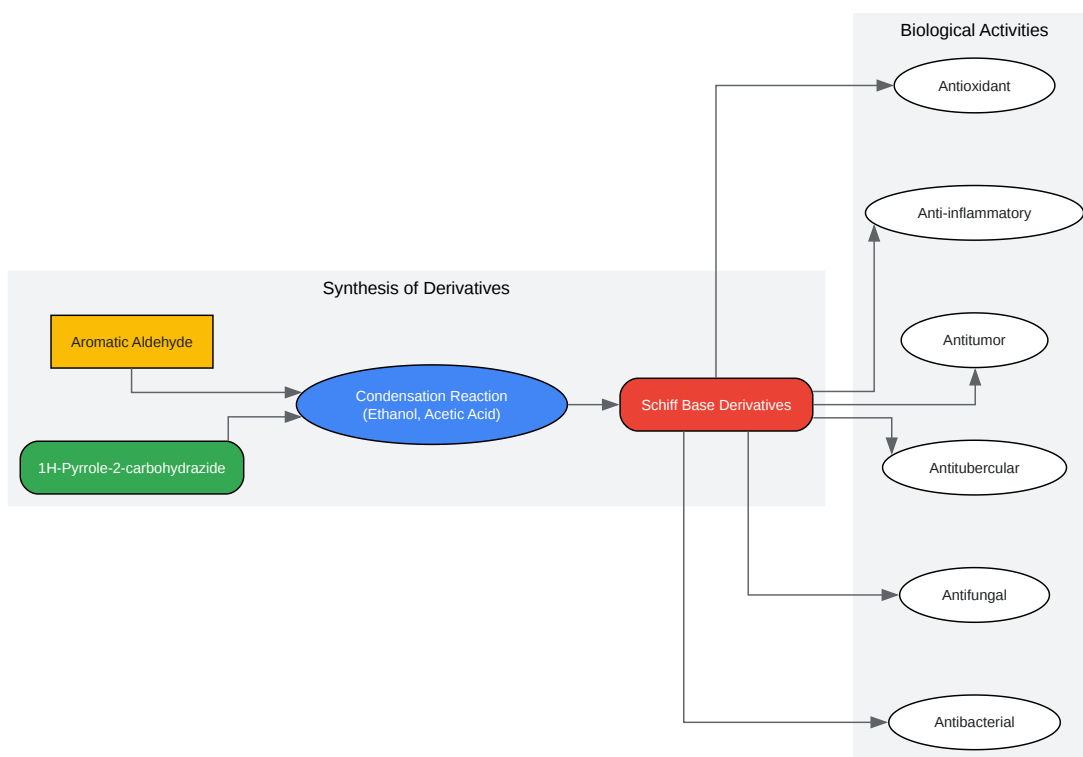 Biological Activities
Antioxidant
Anti-inflammatory
Synthesis of Derivatives
Aromatic Aldehyde
Antitumor
Condensation Reaction
(Ethanol, Acetic Acid)
Schiff Base Derivatives
1H-Pyrrole-2-carbohydrazide
Antitubercular
Antifungal
Antibacterial